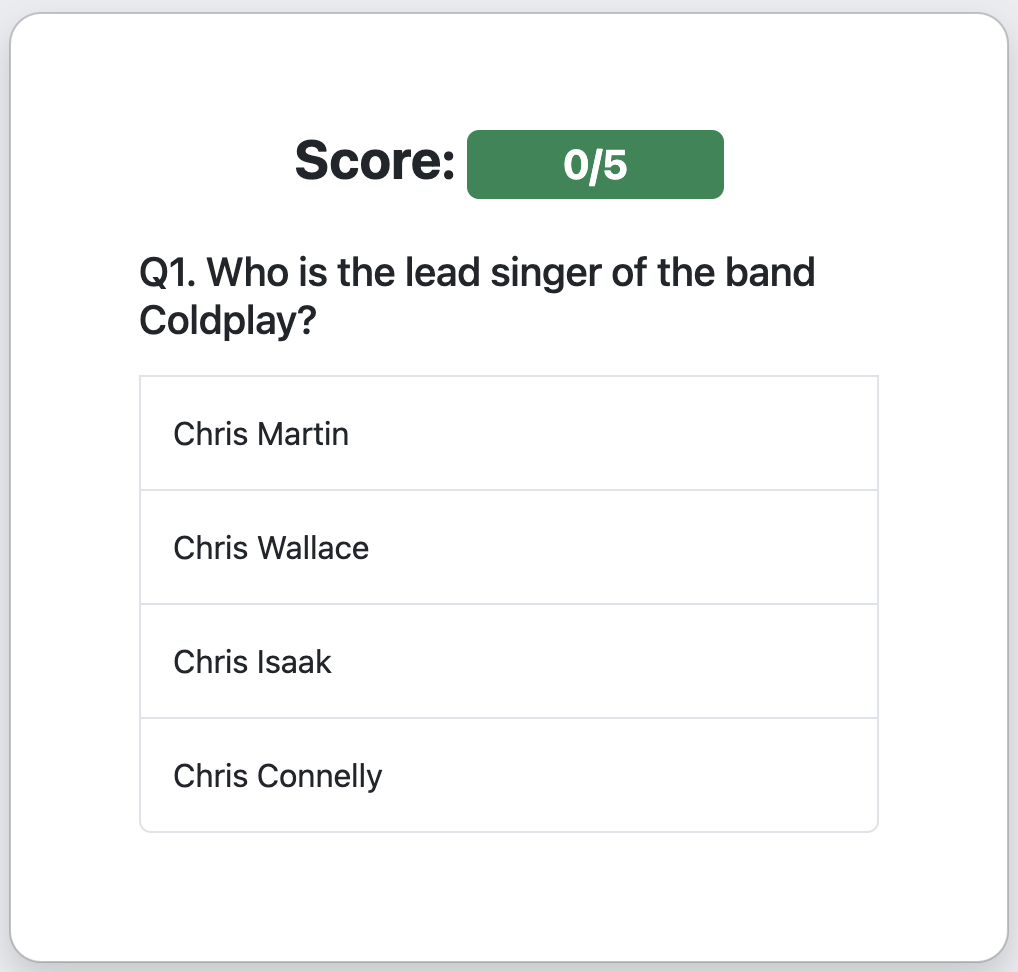 Score: 0/5
Q1. Who is the lead singer of the band
Coldplay?
Chris Martin
Chris Wallace
Chris Isaak
Chris Connelly